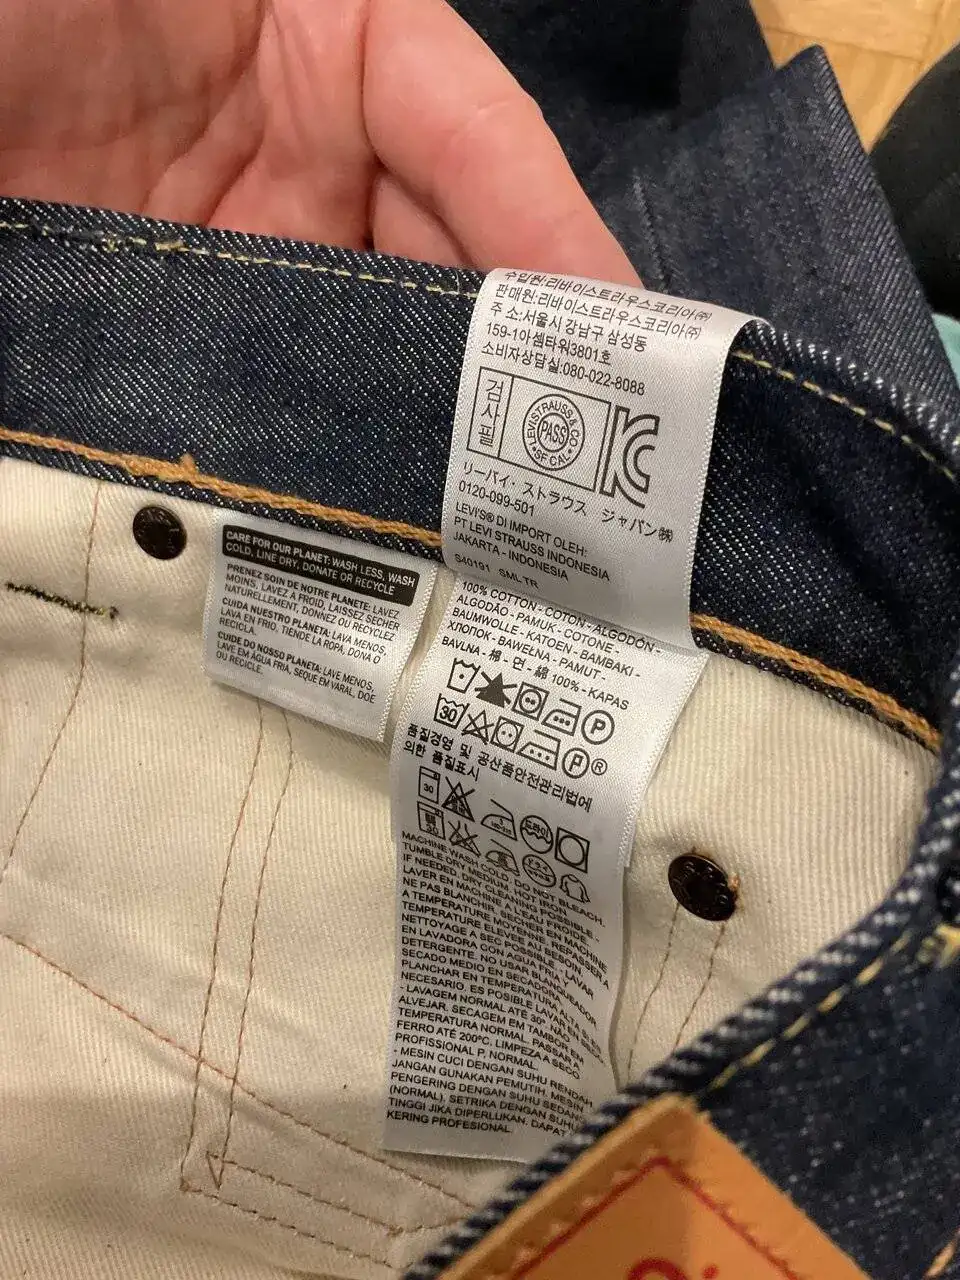 수입원:리바이스트라우스코리아㈜
판매원:리바이스트라우스코리아㈜
주 소:서울시 강남구 삼성동
159-1아셈타워3801호
소비자상담실:080-022-8088
검사필
LEVI STRAUSS & CO
PASS
SF CAL
リーバイ・ストラウス ジャパン㈱
0120-099-501
LEVI'S® DI IMPORT OLEH:
PT LEVI STRAUSS INDONESIA
JAKARTA - INDONESIA
S40191 SML TR
CARE FOR OUR PLANET: WASH LESS, WASH
COLD, LINE DRY, DONATE OR RECYCLE
PRENEZ SOIN DE NOTRE PLANETE: LAVEZ
MOINS, LAVEZ À FROID, LAISSEZ SECHER
NATURELLEMENT, DONNEZ OU RECYCLEZ
CUIDA NUESTRO PLANETA: LAVA MENOS,
LAVA EN FRIO, TIENDE LA ROPA, DONA O
RECICLA.
CUIDE DO NOSSO PLANETA: LAVE MENOS,
LAVE EM ÁGUA FRIA, SEQUE EM VARAL, DOE
OU RECICLE.
100% COTTON - COTON - ALGODÓN -
ALGODÃO - PAMUK - COTONE -
BAUMWOLLE - KATOEN - BAMBAKI -
ХЛОПОК - BAWEŁNA - PAMUT -
BAVLNA - 棉 - 면 - 綿 100% - KAPAS
P
30 P ®
품질경영 및 공산품안전관리법에
의한 품질표시
30 드라이
30 ドライ
MACHINE WASH COLD. DO NOT BLEACH.
TUMBLE DRY MEDIUM. HOT IRON
IF NEEDED. DRY CLEANING POSSIBLE. -
LAVER EN MACHINE A L'EAU FROIDE.
NE PAS BLANCHIR. SECHER EN MACHINE
A TEMPERATURE MOYENNE. REPASSER A
TEMPERATURE ELEVEE AU BESOIN.
NETTOYAGE A SEC POSSIBLE. - LAVAR
EN LAVADORA CON AGUA FRIA Y
DETERGENTE. NO USAR BLANQUEADOR
SECADO MEDIO EN SECADORA.
PLANCHAR EN TEMPERATURA ALTA SI ES
NECESARIO. ES POSIBLE LAVAR EN SECO.
- LAVAGEM NORMAL ATÉ 30º. NÃO
ALVEJAR. SECAGEM EM TAMBOR EM
TEMPERATURA NORMAL. PASSAR A
FERRO ATÉ 200ºC. LIMPEZA A SECO
PROFISSIONAL P, NORMAL.
- MESIN CUCI DENGAN SUHU RENDAH
JANGAN GUNAKAN PEMUTIH. MESIN
PENGERING DENGAN SUHU SEDANG
(NORMAL). SETRIKA DENGAN SUHU
TINGGI JIKA DIPERLUKAN. DAPAT
KERING PROFESIONAL.